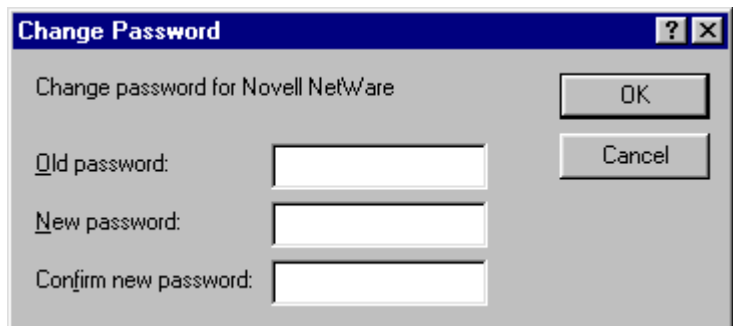 Change Password
?
Change password for Novell NetWare
OK
Old password:
Cancel
New password:
Confirm new password: